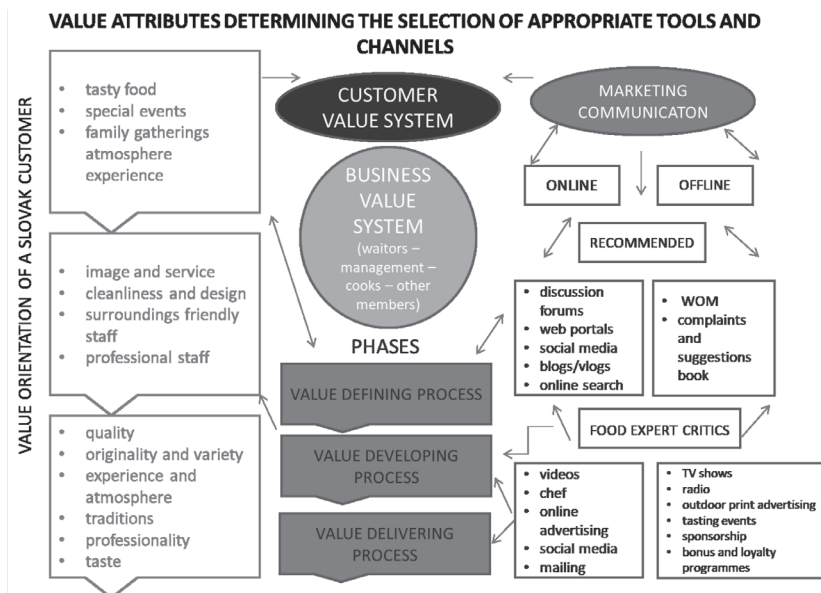 VALUE ATTRIBUTES DETERMINING THE SELECTION OF APPROPRIATE TOOLS AND
CHANNELS
VALUE ORIENTATION OF A SLOVAK CUSTOMER
• tasty food
• special events
• family gatherings
atmosphere
experience
• image and service
• cleanliness and design
• surroundings friendly
staff
• professional staff
• quality
• originality and variety
• experience and
atmosphere
• traditions
• professionality
• taste
CUSTOMER
VALUE SYSTEM
BUSINESS
VALUE
SYSTEM
(waitors –
management –
cooks – other
members)
PHASES
VALUE DEFINING PROCESS
VALUE DEVELOPING
PROCESS
VALUE DELIVERING
PROCESS
MARKETING
COMMUNICATON
ONLINE
OFFLINE
RECOMMENDED
• discussion
forums
• web portals
• social media
• blogs/vlogs
• online search
• WOM
• complaints
and
suggestions
book
FOOD EXPERT CRITICS
• videos
• chef
• online
advertising
• social media
• mailing
• TV shows
• radio
• outdoor print advertising
• tasting events
• sponsorship
• bonus and loyalty
programmes